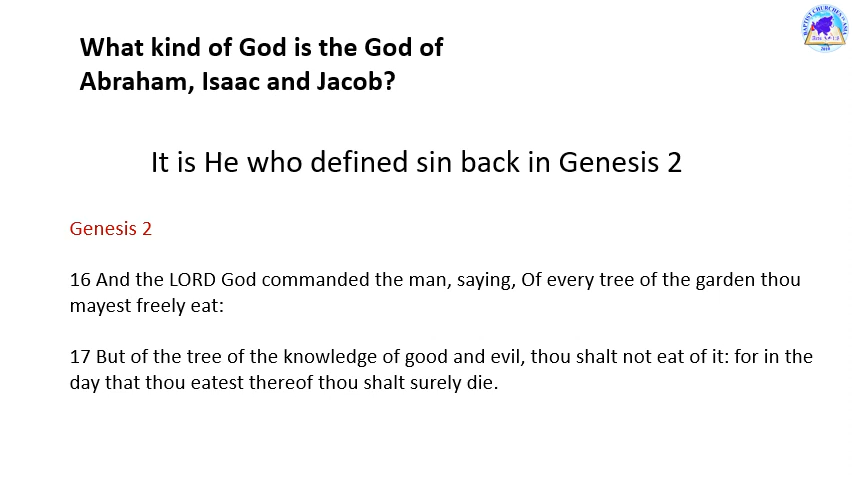 What kind of God is the God of
Abraham, Isaac and Jacob?
It is He who defined sin back in Genesis 2
Genesis 2
16 And the LORD God commanded the man, saying, Of every tree of the garden thou
mayest freely eat:
17 But of the tree of the knowledge of good and evil, thou shalt not eat of it: for in the
day that thou eatest thereof thou shalt surely die.
BAPTIST CHURCHES